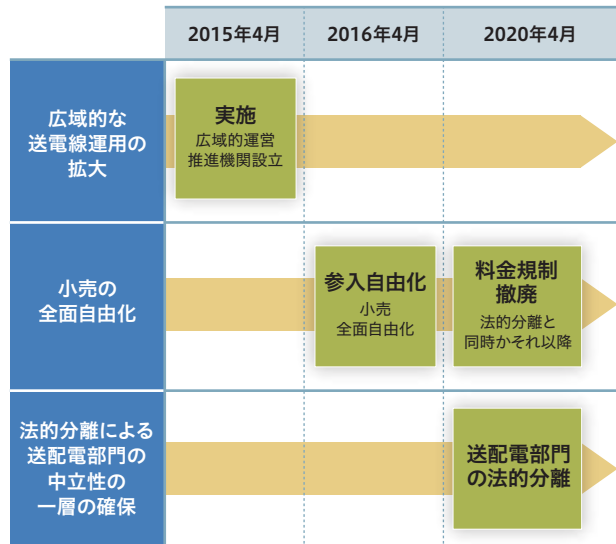 2015年4月
2016年4月
2020年4月
広域的な
送電線運用の
拡大
実施
広域的運営
推進機関設立
小売の
全面自由化
参入自由化
小売
全面自由化
料金規制
撤廃
法的分離と
同時かそれ以降
法的分離による
送配電部門の
中立性の
一層の確保
送配電部門
の法的分離